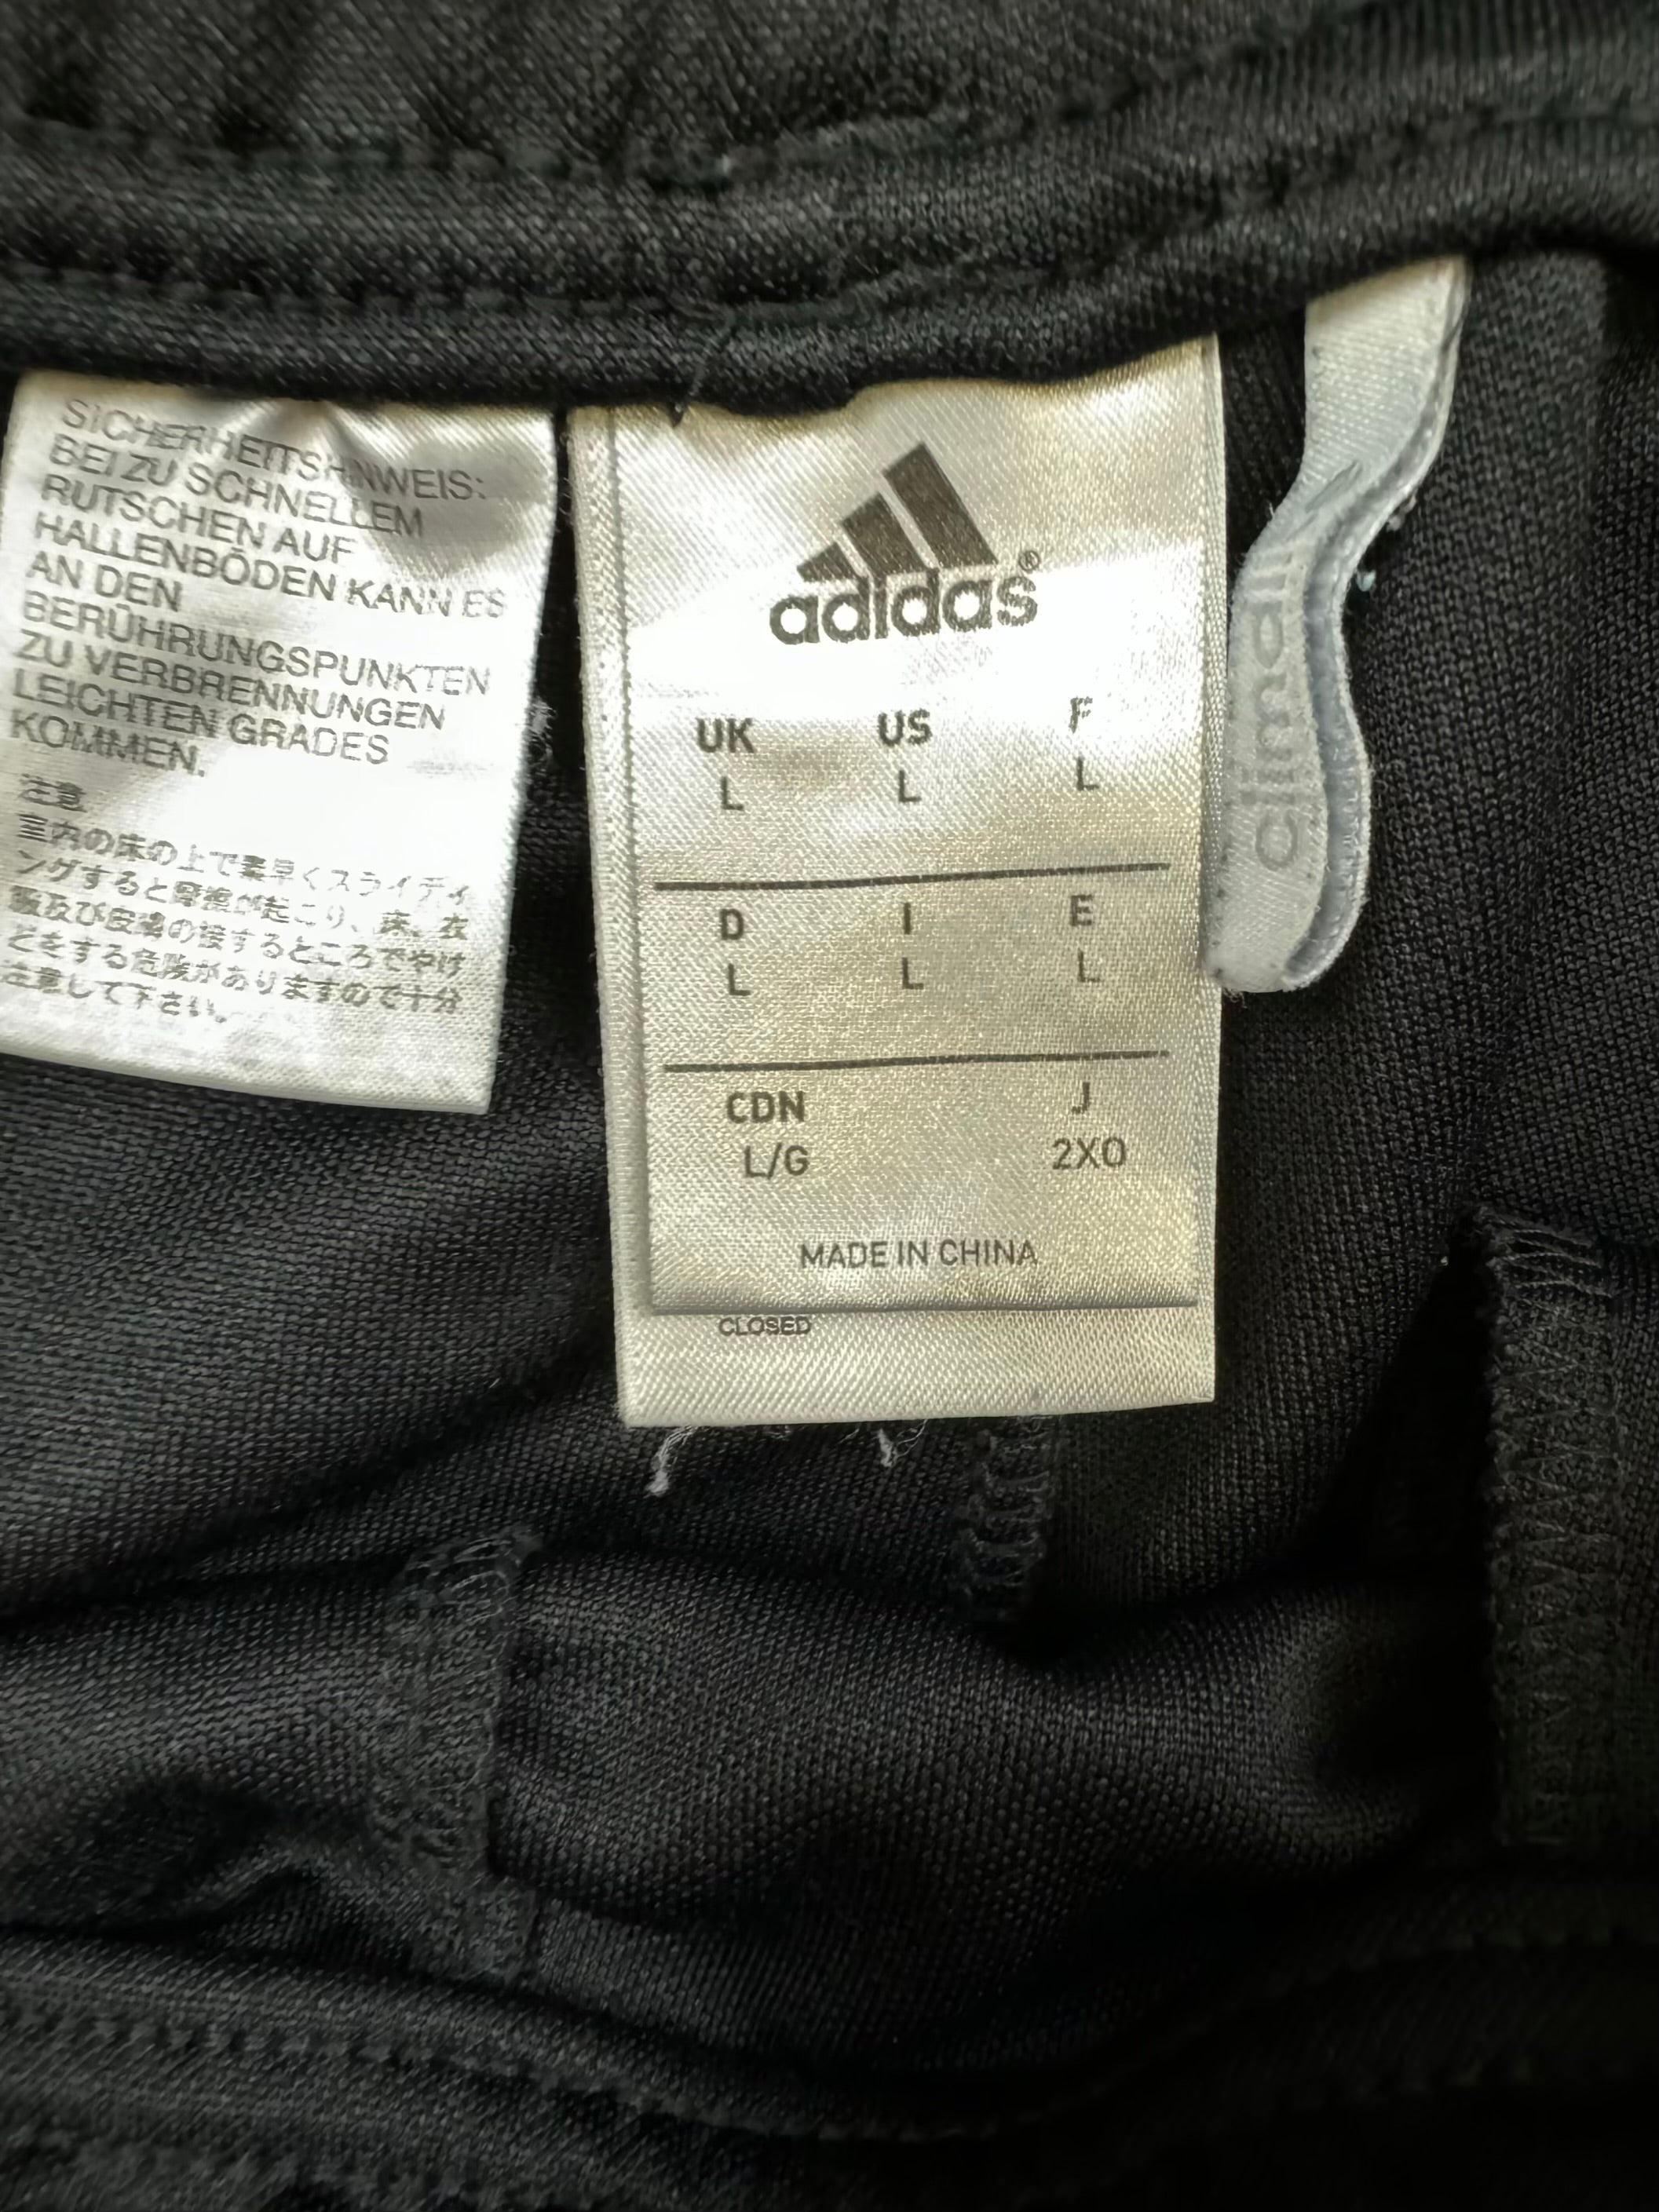 SICHERHEITSHINWEIS:
BEI ZU SCHNELLEM
RUTSCHEN AUF
HALLENBÖDEN KANN ES
AN DEN
BERÜHRUNGSPUNKTEN
ZU VERBRENNUNGEN
LEICHTEN GRADES
KOMMEN.
注意
室内の床の上で素早くスライディ
ングすると摩擦が起こり、床、衣
服及び皮膚の接するところでやけ
どをする危険がありますので十分
注意して下さい。
adidas®
UK US F
L L L
D I E
L L L
CDN J
L/G 2XO
MADE IN CHINA
CLOSED
climali